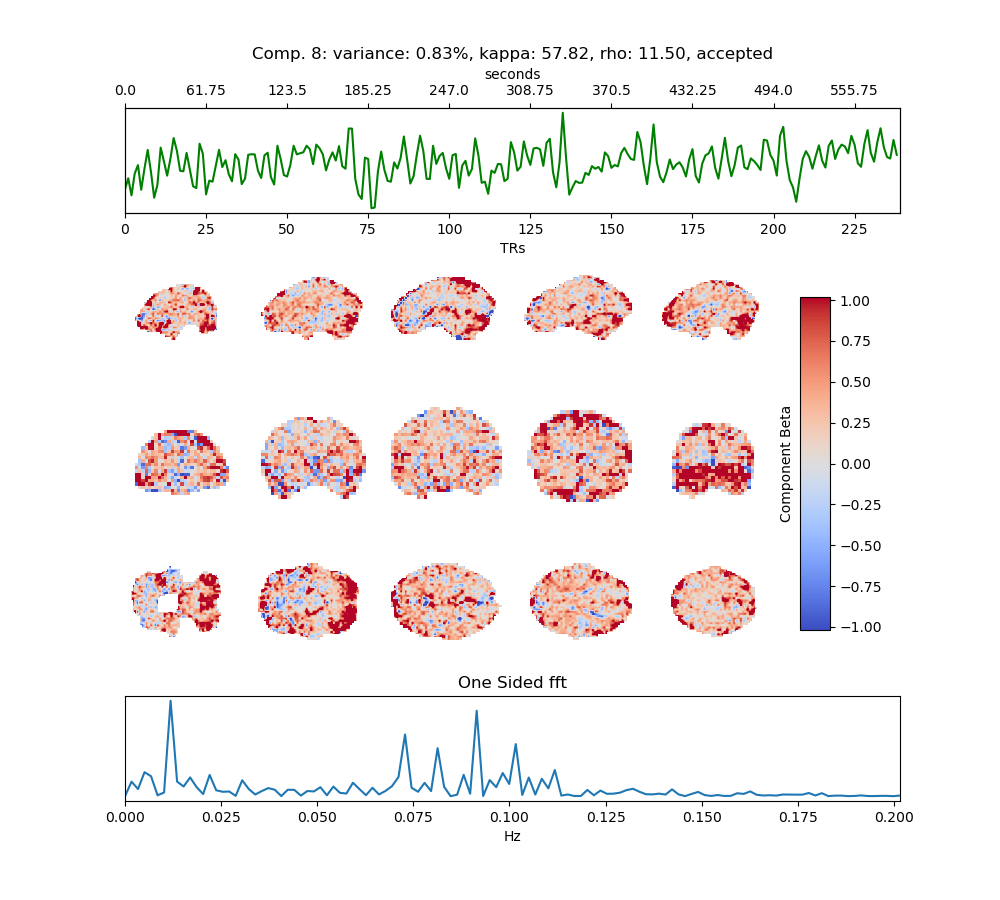 Comp. 8: variance: 0.83%, kappa: 57.82, rho: 11.50, accepted
seconds
0.0 61.75 123.5 185.25 247.0 308.75 370.5 432.25 494.0 555.75
0 25 50 75 100 125 150 175 200 225
TRs
1.00
0.75
0.50
0.25
0.00
−0.25
−0.50
−0.75
−1.00
Component Beta
One Sided fft
0.000 0.025 0.050 0.075 0.100 0.125 0.150 0.175 0.200
Hz